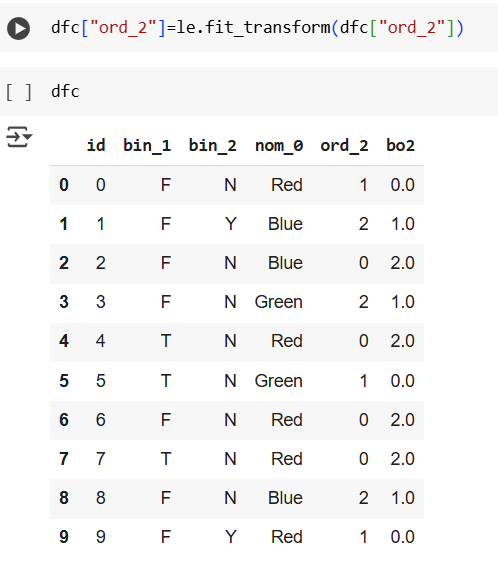 dfc["ord_2"]=le.fit_transform(dfc["ord_2"])
[ ] dfc
id bin_1 bin_2 nom_0 ord_2 bo2
0 0 F N Red 1 0.0
1 1 F Y Blue 2 1.0
2 2 F N Blue 0 2.0
3 3 F N Green 2 1.0
4 4 T N Red 0 2.0
5 5 T N Green 1 0.0
6 6 F N Red 0 2.0
7 7 T N Red 0 2.0
8 8 F N Blue 2 1.0
9 9 F Y Red 1 0.0